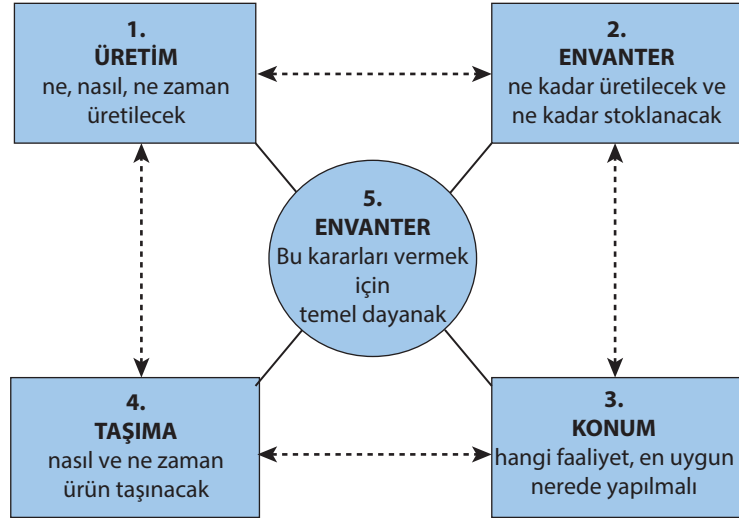 1.
ÜRETİM
ne, nasıl, ne zaman
üretilecek
2.
ENVANTER
ne kadar üretilecek ve
ne kadar stoklanacak
5.
ENVANTER
Bu kararları vermek
için
temel dayanak
4.
TAŞIMA
nasıl ve ne zaman
ürün taşınacak
3.
KONUM
hangi faaliyet, en uygun
nerede yapılmalı